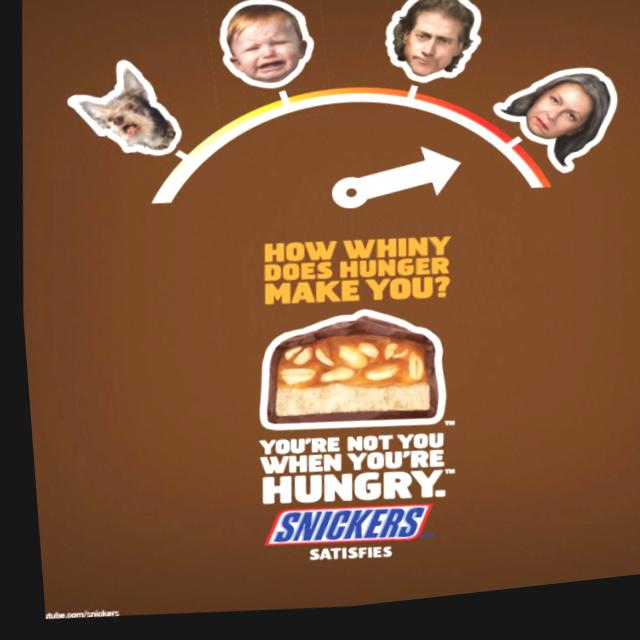 HOW WHINY
DOES HUNGER
MAKE YOU?
YOU'RE NOT YOU
WHEN YOU'RE
HUNGRY.™
SNICKERS
SATISFIES
tube.com/snickers